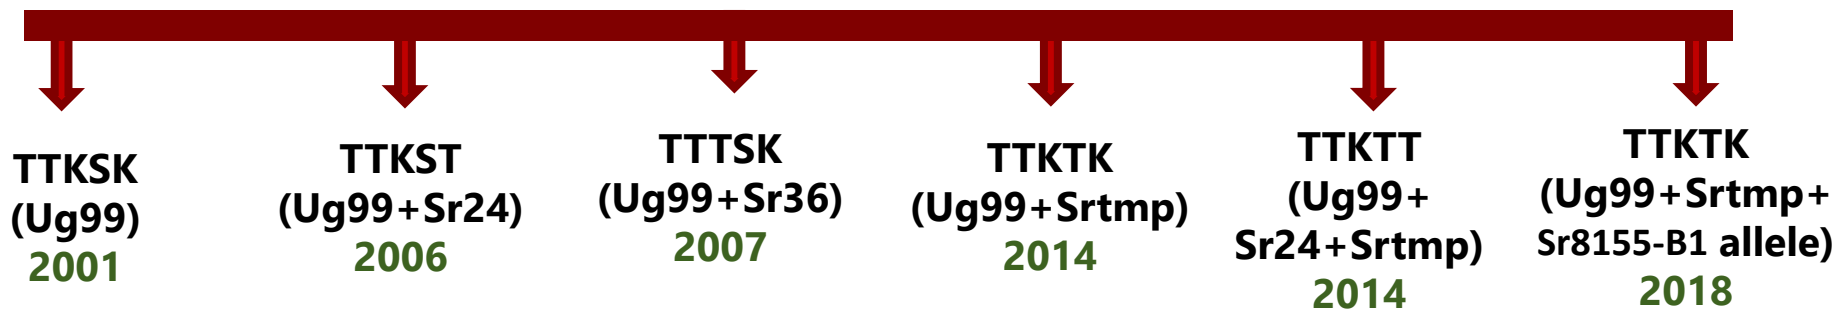 TTKSK
(Ug99)
2001
TTKST
(Ug99+Sr24)
2006
TTTSK
(Ug99+Sr36)
2007
TTKTK
(Ug99+Srtmp)
2014
TTKTT
(Ug99+
Sr24+Srtmp)
2014
TTKTK
(Ug99+Srtmp+
Sr8155-B1 allele)
2018